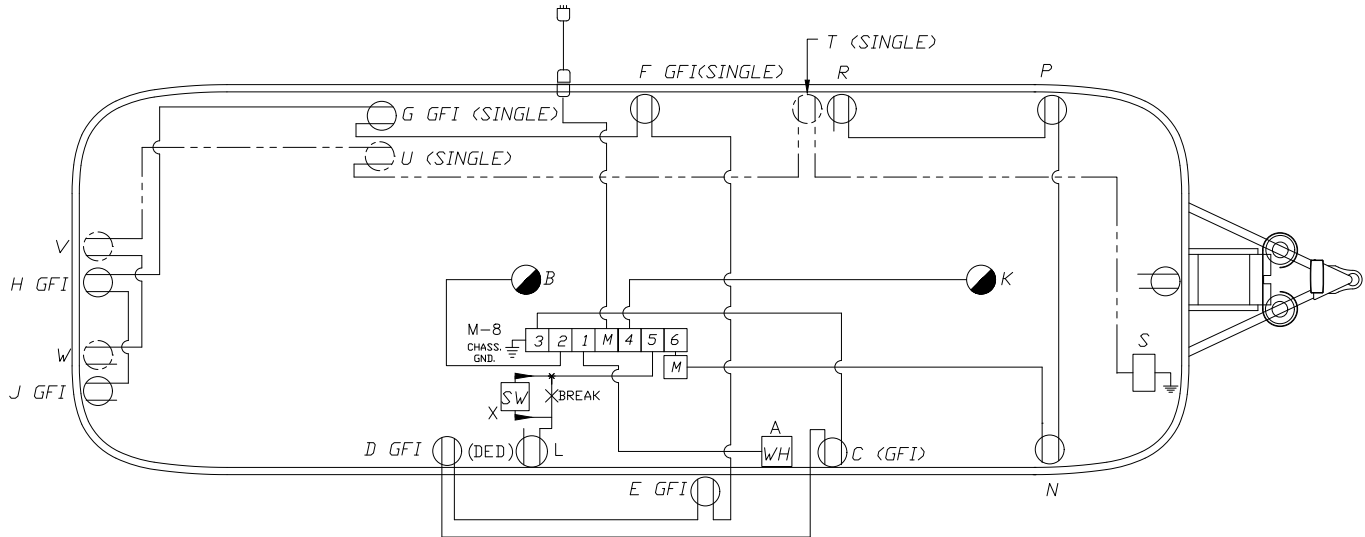 T (SINGLE)
F GFI(SINGLE)
R
P
G GFI (SINGLE)
U (SINGLE)
V
H GFI
B
K
M-8
CHASS.
GND.
3 2 1 M 4 5 6
M
S
W
J GFI
SW
X
BREAK
A
D GFI
(DED)
L
WH
C (GFI)
E GFI
N